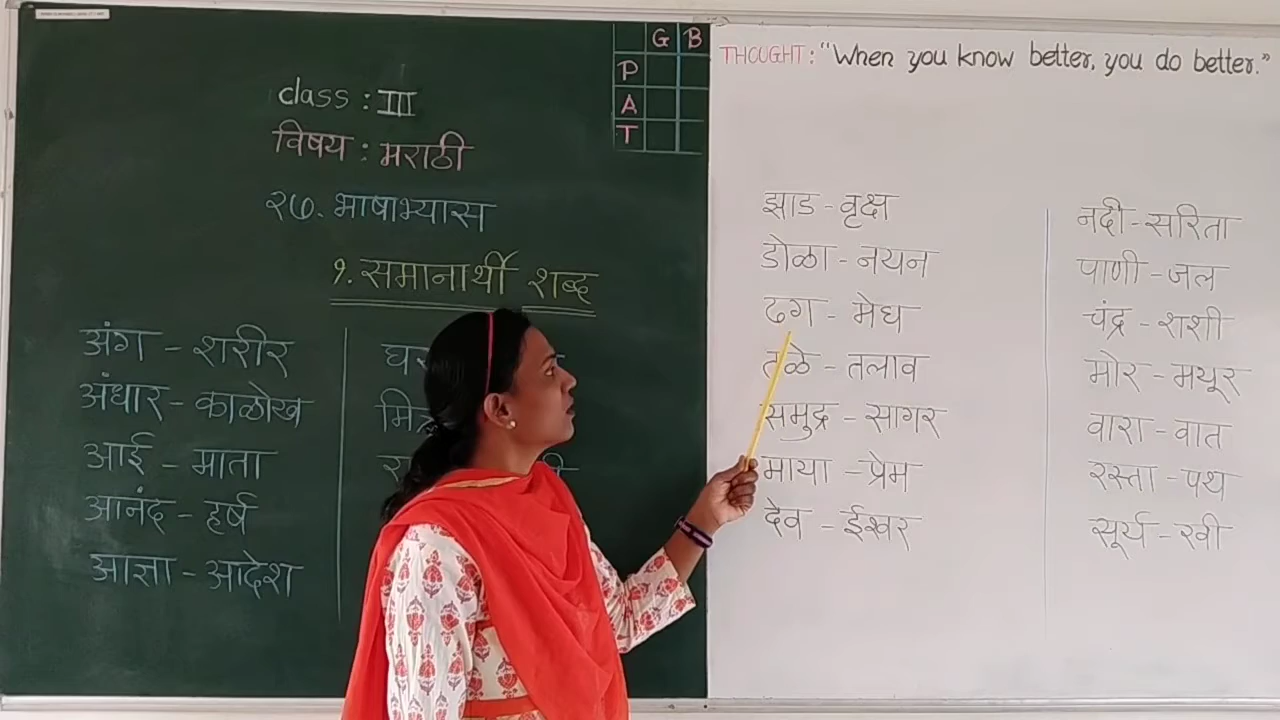 class : III
विषय : मराठी
२७. भाषाभ्यास
१. समानार्थी शब्द
अंग - शरीर
अंधार - काळोख
आई - माता
आनंद - हर्ष
आज्ञा - आदेश
G B
P
A
T
THOUGHT : "When you know better, you do better."
झाड - वृक्ष
डोळा - नयन
ढग - मेघ
तळे - तलाव
समुद्र - सागर
माया - प्रेम
देव - ईश्वर
नदी - सरिता
पाणी - जल
चंद्र - शशी
मोर - मयूर
वारा - वात
रस्ता - पथ
सूर्य - रवी